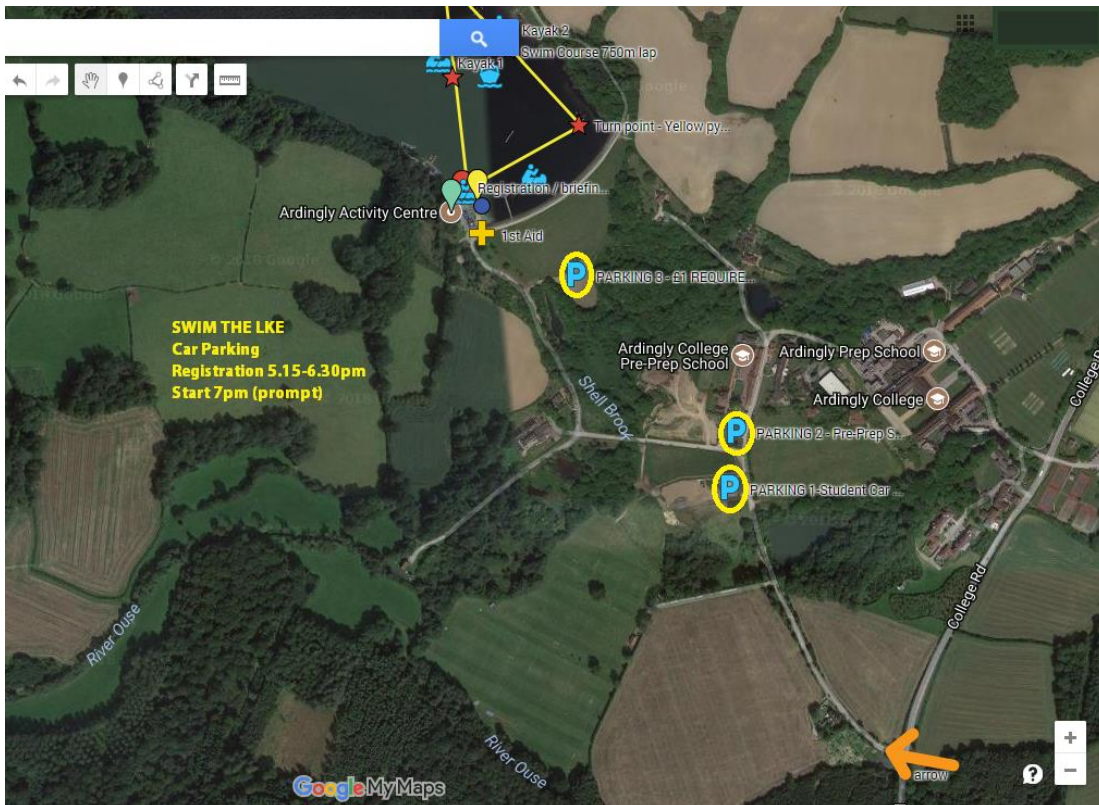 Kayak 2
Swim Course 750m lap
Kayak 1
Turn point - Yellow py...
Registration / briefin...
Ardingly Activity Centre
1st Aid
P PARKING 3 - £1 REQUIRE...
SWIM THE LKE
Car Parking
Registration 5.15-6.30pm
Start 7pm (prompt)
Ardingly College
Pre-Prep School
Ardingly Prep School
Ardingly College
College R
Shell Brook
P PARKING 2 - Pre-Prep S...
P PARKING 1-Student Car ...
College Rd
River Ouse
River Ouse
arrow
Google My Maps
+
−
?